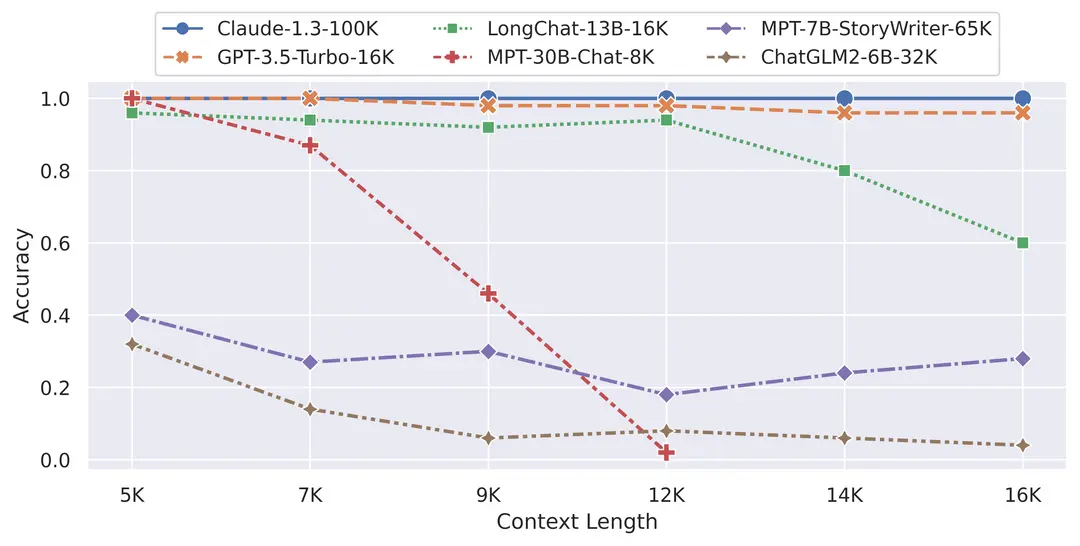 Claude-1.3-100K LongChat-13B-16K MPT-7B-StoryWriter-65K
GPT-3.5-Turbo-16K MPT-30B-Chat-8K ChatGLM2-6B-32K
1.0
0.8
0.6
0.4
0.2
0.0
Accuracy
5K 7K 9K 12K 14K 16K
Context Length